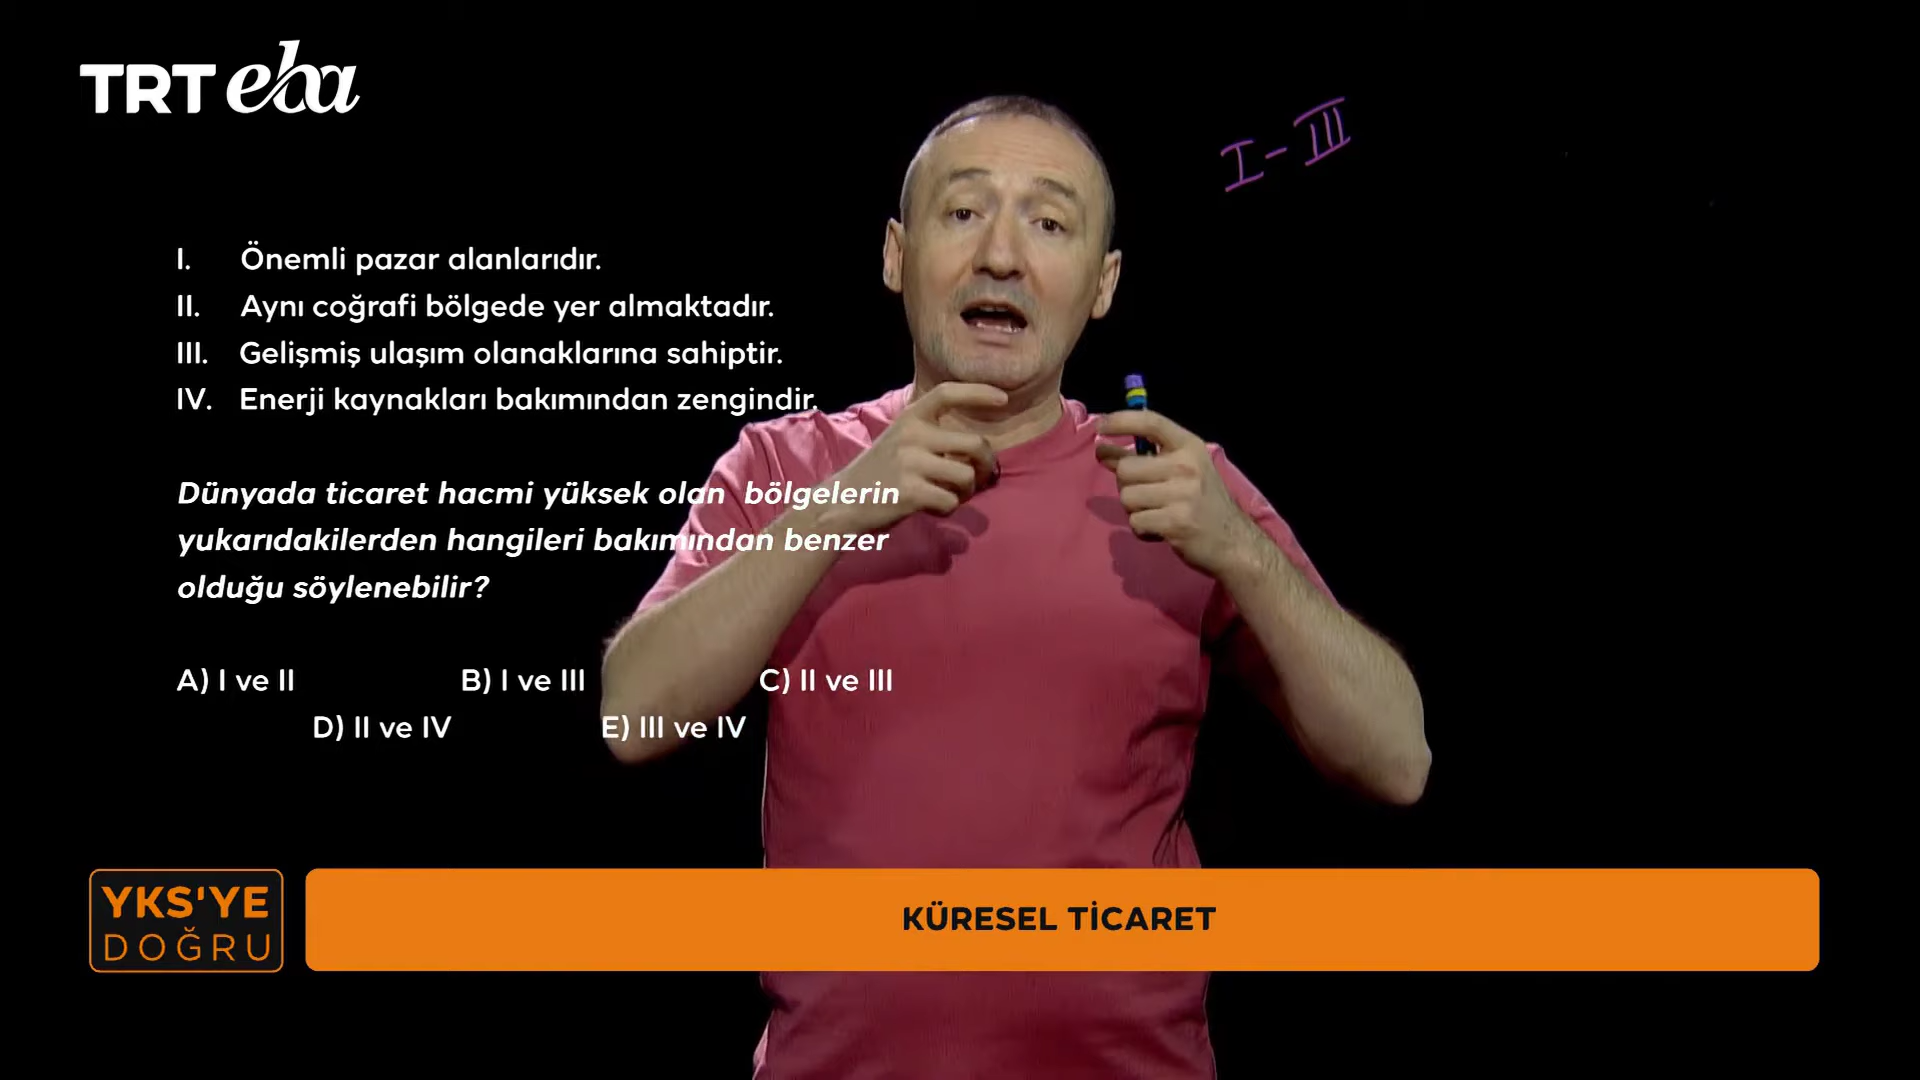 TRT eba
I - III
I. Önemli pazar alanlarıdır.
II. Aynı coğrafi bölgede yer almaktadır.
III. Gelişmiş ulaşım olanaklarına sahiptir.
IV. Enerji kaynakları bakımından zengindir.
Dünyada ticaret hacmi yüksek olan bölgelerin
yukarıdakilerden hangileri bakımından benzer
olduğu söylenebilir?
A) I ve II B) I ve III C) II ve III
D) II ve IV E) III ve IV
YKS'YE
DOĞRU
KÜRESEL TİCARET